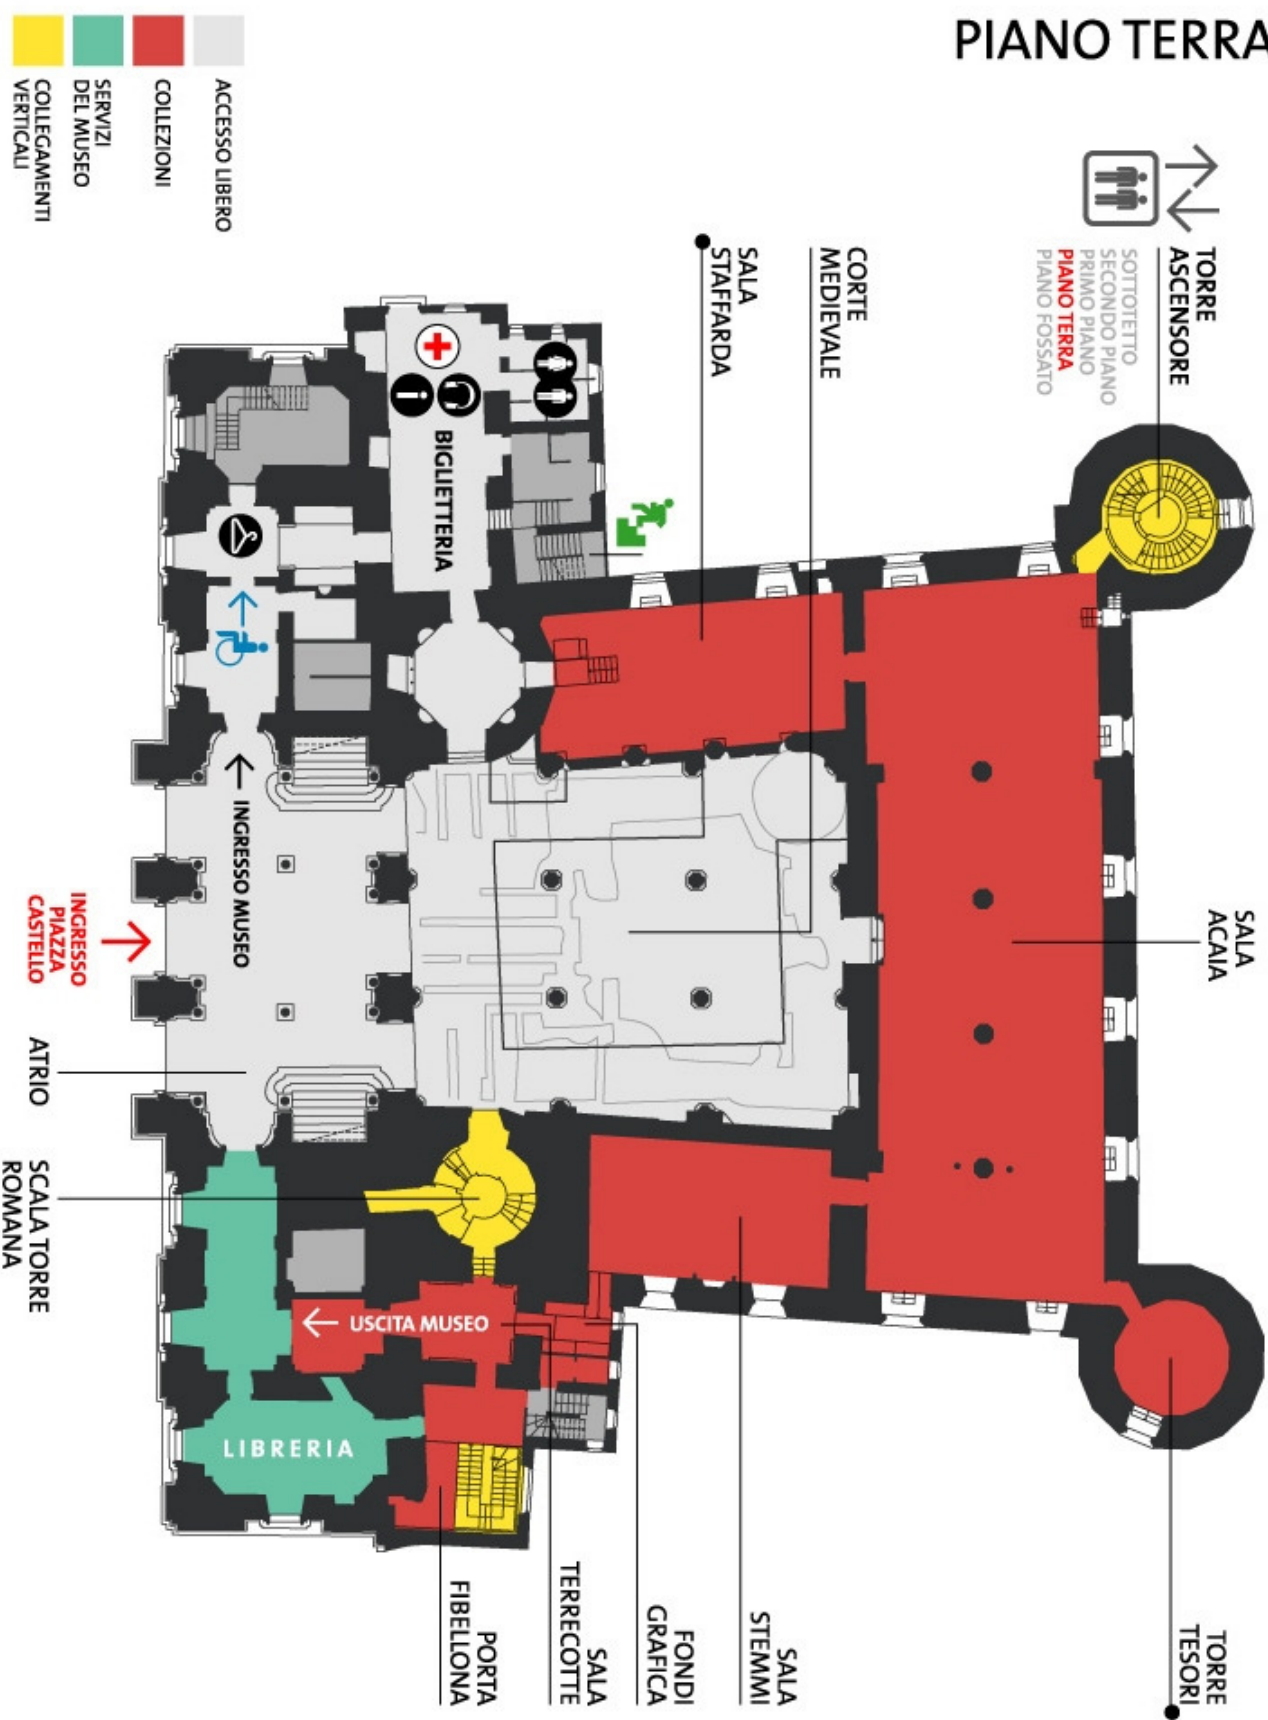 PIANO TERRA
ACCESSO LIBERO
COLLEZIONI
SERVIZI
DEL MUSEO
COLLEGAMENTI
VERTICALI
TORRE
ASCENSORE
SOTTOTETTO
SECONDO PIANO
PRIMO PIANO
PIANO TERRA
PIANO FOSSATO
CORTE
MEDIEVALE
SALA
STAFFARDA
BIGLIETTERIA
INGRESSO MUSEO
INGRESSO
PIAZZA
CASTELLO
SALA
ACAIA
ATRIO
SCALA TORRE
ROMANA
USCITA MUSEO
LIBRERIA
TORRE
TESORI
SALA
STEMMI
FONDI
GRAFICA
SALA
TERRECOTTE
PORTA
FIBELLONA